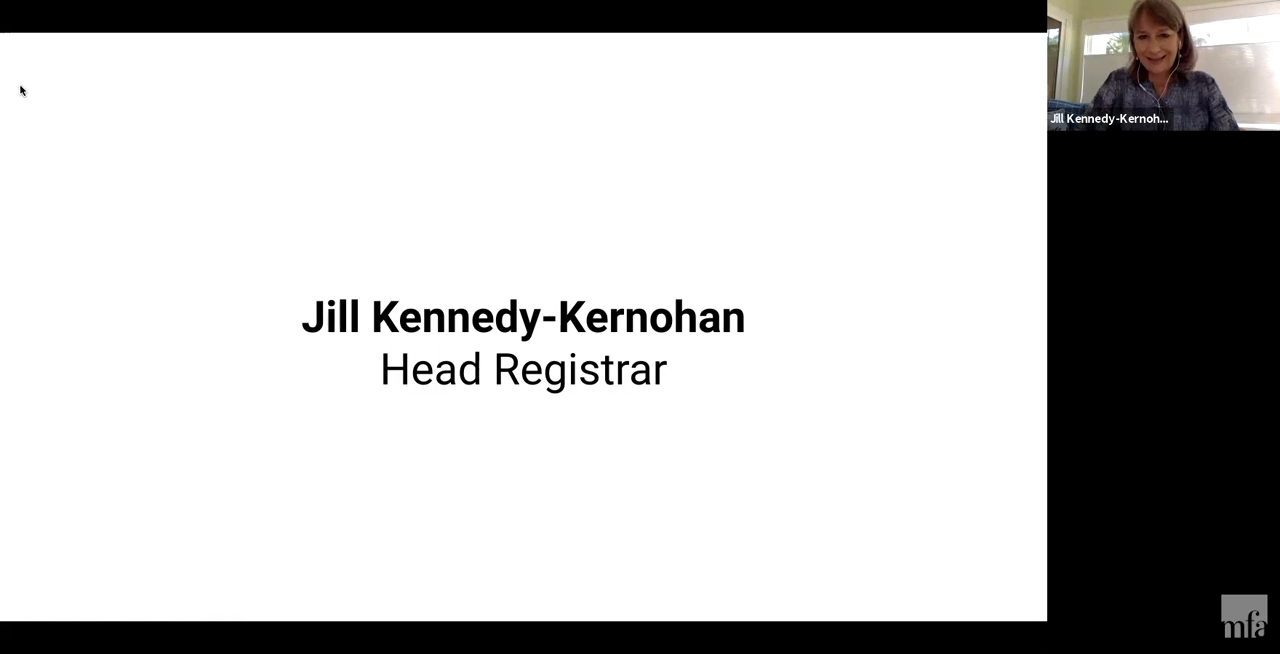 Jill Kennedy-Kernohan
Head Registrar
Jill Kennedy-Kernoh...
mfa